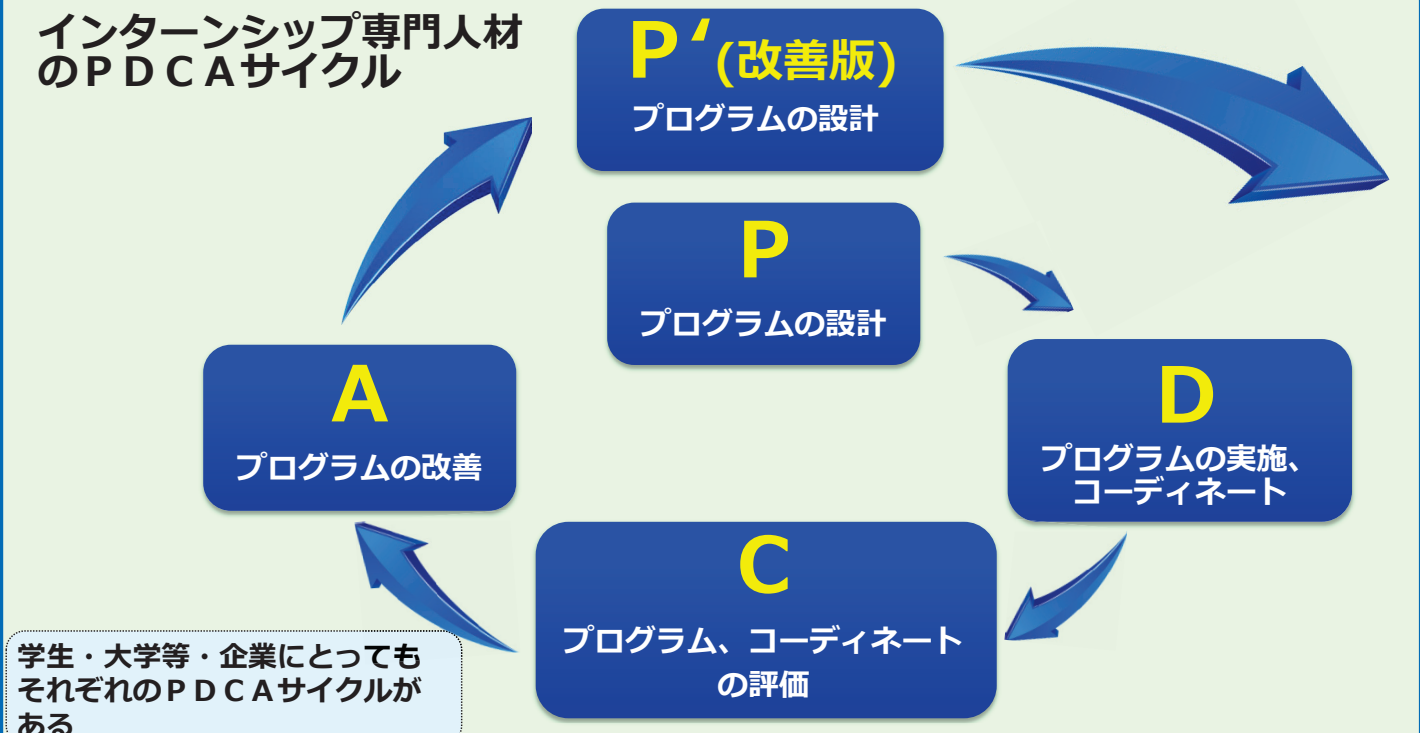 インターンシップ専門人材
のＰＤＣＡサイクル
P‘(改善版)
プログラムの設計
P
プログラムの設計
A
プログラムの改善
D
プログラムの実施、
コーディネート
C
プログラム、コーディネート
の評価
学生・大学等・企業にとっても
それぞれのＰＤＣＡサイクルが
ある